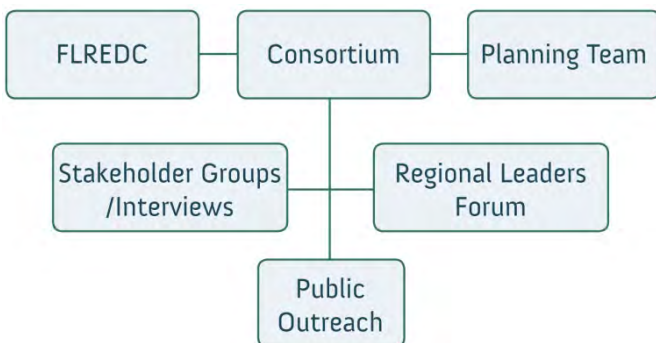 FLREDC
Consortium
Planning Team
Stakeholder Groups
/Interviews
Regional Leaders
Forum
Public
Outreach